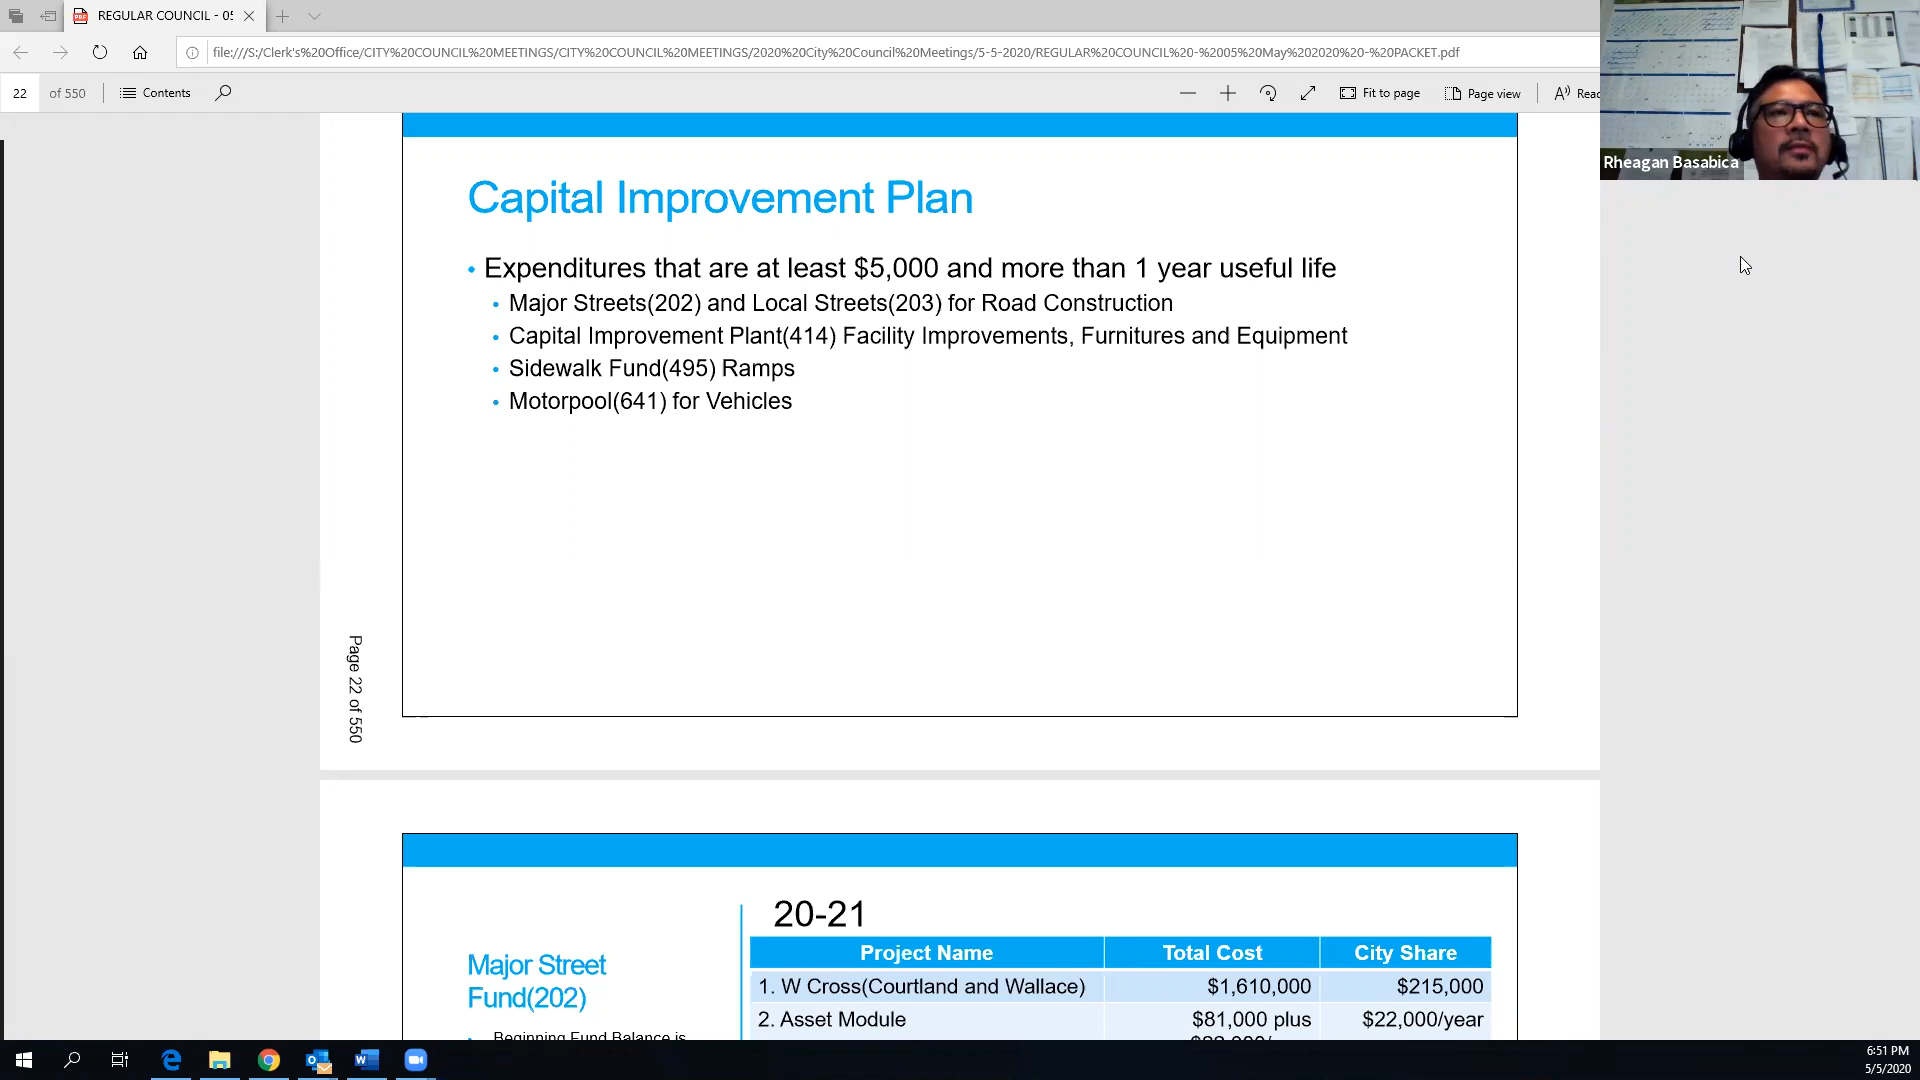 REGULAR COUNCIL - 05
file:///S:/Clerk's%20Office/CITY%20COUNCIL%20MEETINGS/CITY%20COUNCIL%20MEETINGS/2020%20City%20Council%20Meetings/5-5-2020/REGULAR%20COUNCIL%20-%2005%20May%202020%20-%20PACKET.pdf
22 of 550 Contents Fit to page Page view
Rheagan Basabica
Capital Improvement Plan
• Expenditures that are at least $5,000 and more than 1 year useful life
• Major Streets(202) and Local Streets(203) for Road Construction
• Capital Improvement Plant(414) Facility Improvements, Furnitures and Equipment
• Sidewalk Fund(495) Ramps
• Motorpool(641) for Vehicles
Page 22 of 550
20-21
Major Street
Fund(202)
• Beginning Fund Balance is
Project Name Total Cost City Share
1. W Cross(Courtland and Wallace) $1,610,000 $215,000
2. Asset Module $81,000 plus $22,000/year
6:51 PM
5/5/2020